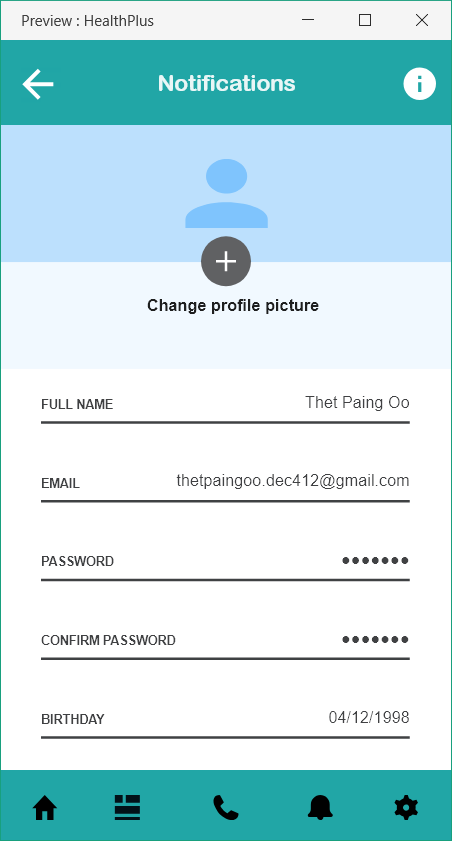 Preview : HealthPlus
Notifications
Change profile picture
FULL NAME Thet Paing Oo
EMAIL thetpaingoo.dec412@gmail.com
PASSWORD •••••••
CONFIRM PASSWORD •••••••
BIRTHDAY 04/12/1998